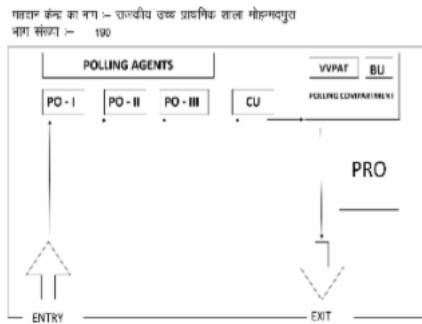 मतदान केन्द्र का नाम :- राजकीय उच्च प्राथमिक शाला मोहम्मदपुरा
भाग संख्या :- 190
POLLING AGENTS
VVPAT BU
POLLING COMPARTMENT
PO - I PO - II PO - III CU
PRO
ENTRY EXIT